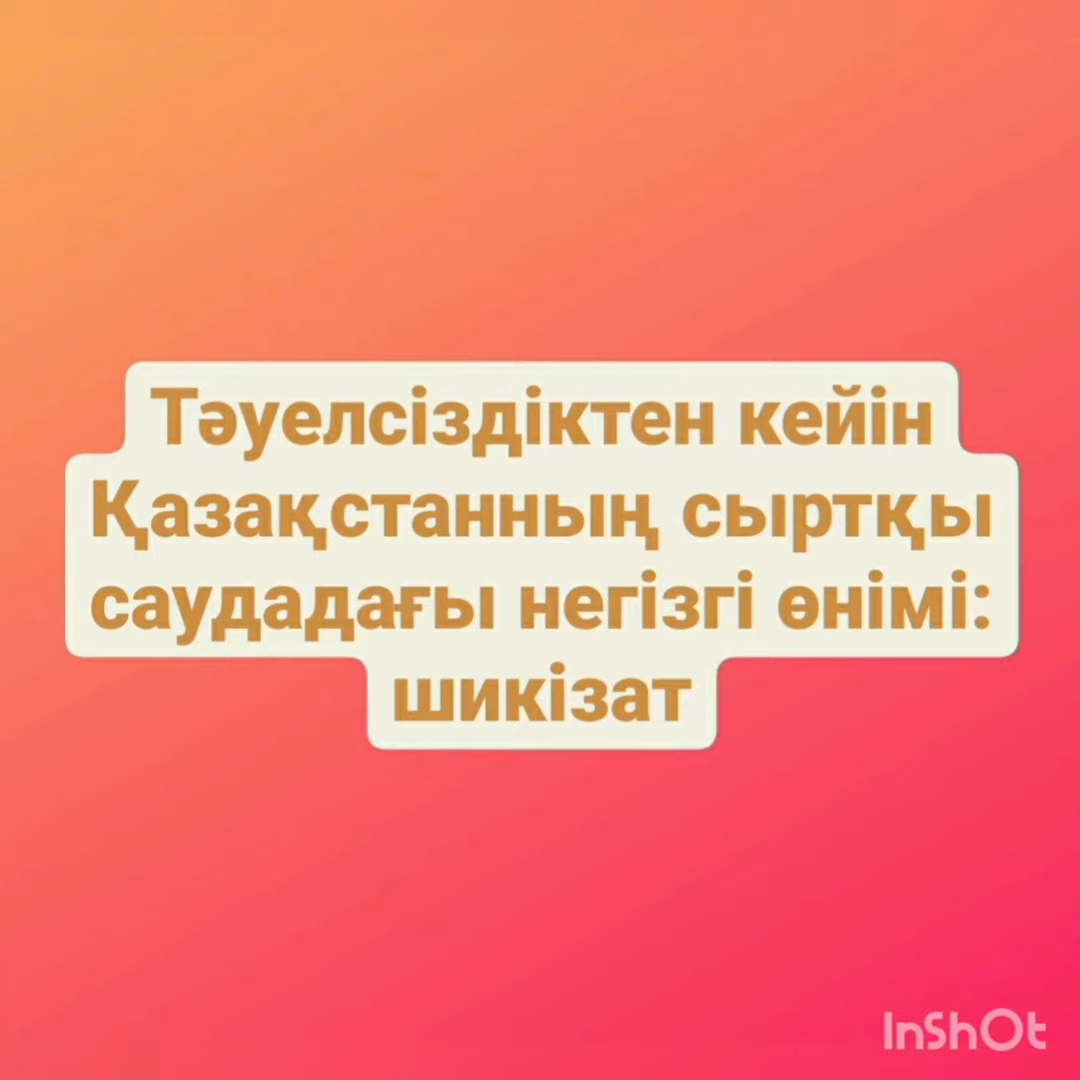 Тәуелсіздіктен кейін
Қазақстанның сыртқы
саудадағы негізгі өнімі:
шикізат
InShOt